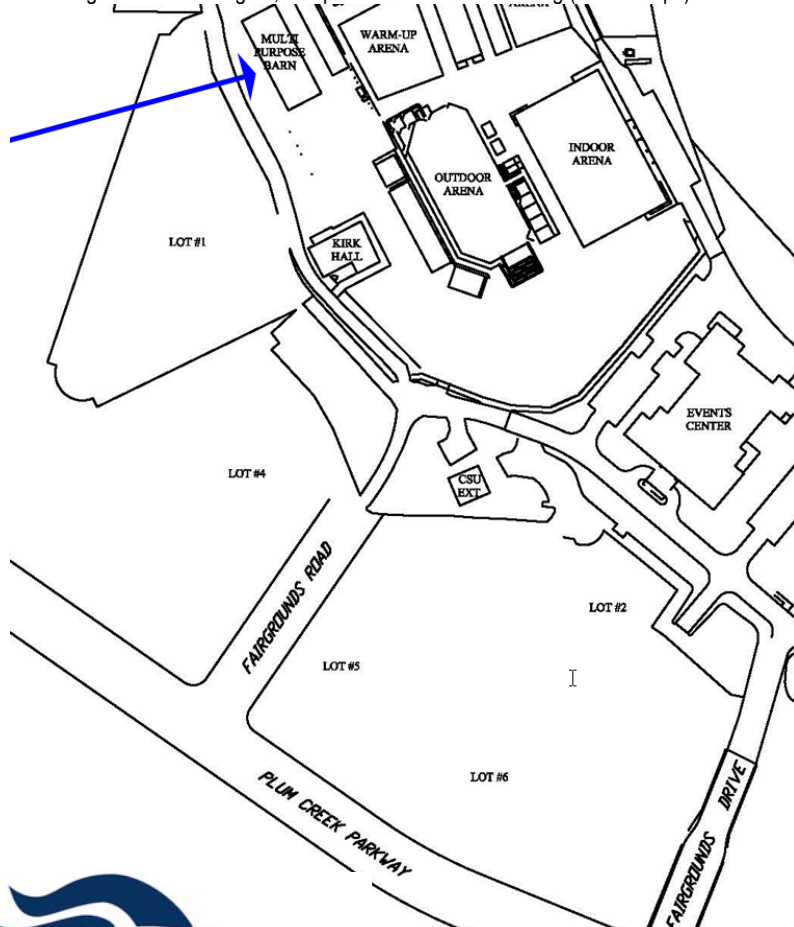 ARENA
MULTI
PURPOSE
BARN
WARM-UP
ARENA
INDOOR
ARENA
OUTDOOR
ARENA
LOT #1
KIRK
HALL
EVENTS
CENTER
LOT #4
CSU
EXT
FAIRGROUNDS ROAD
LOT #2
LOT #5
LOT #6
PLUM CREEK PARKWAY
FAIRGROUNDS DRIVE